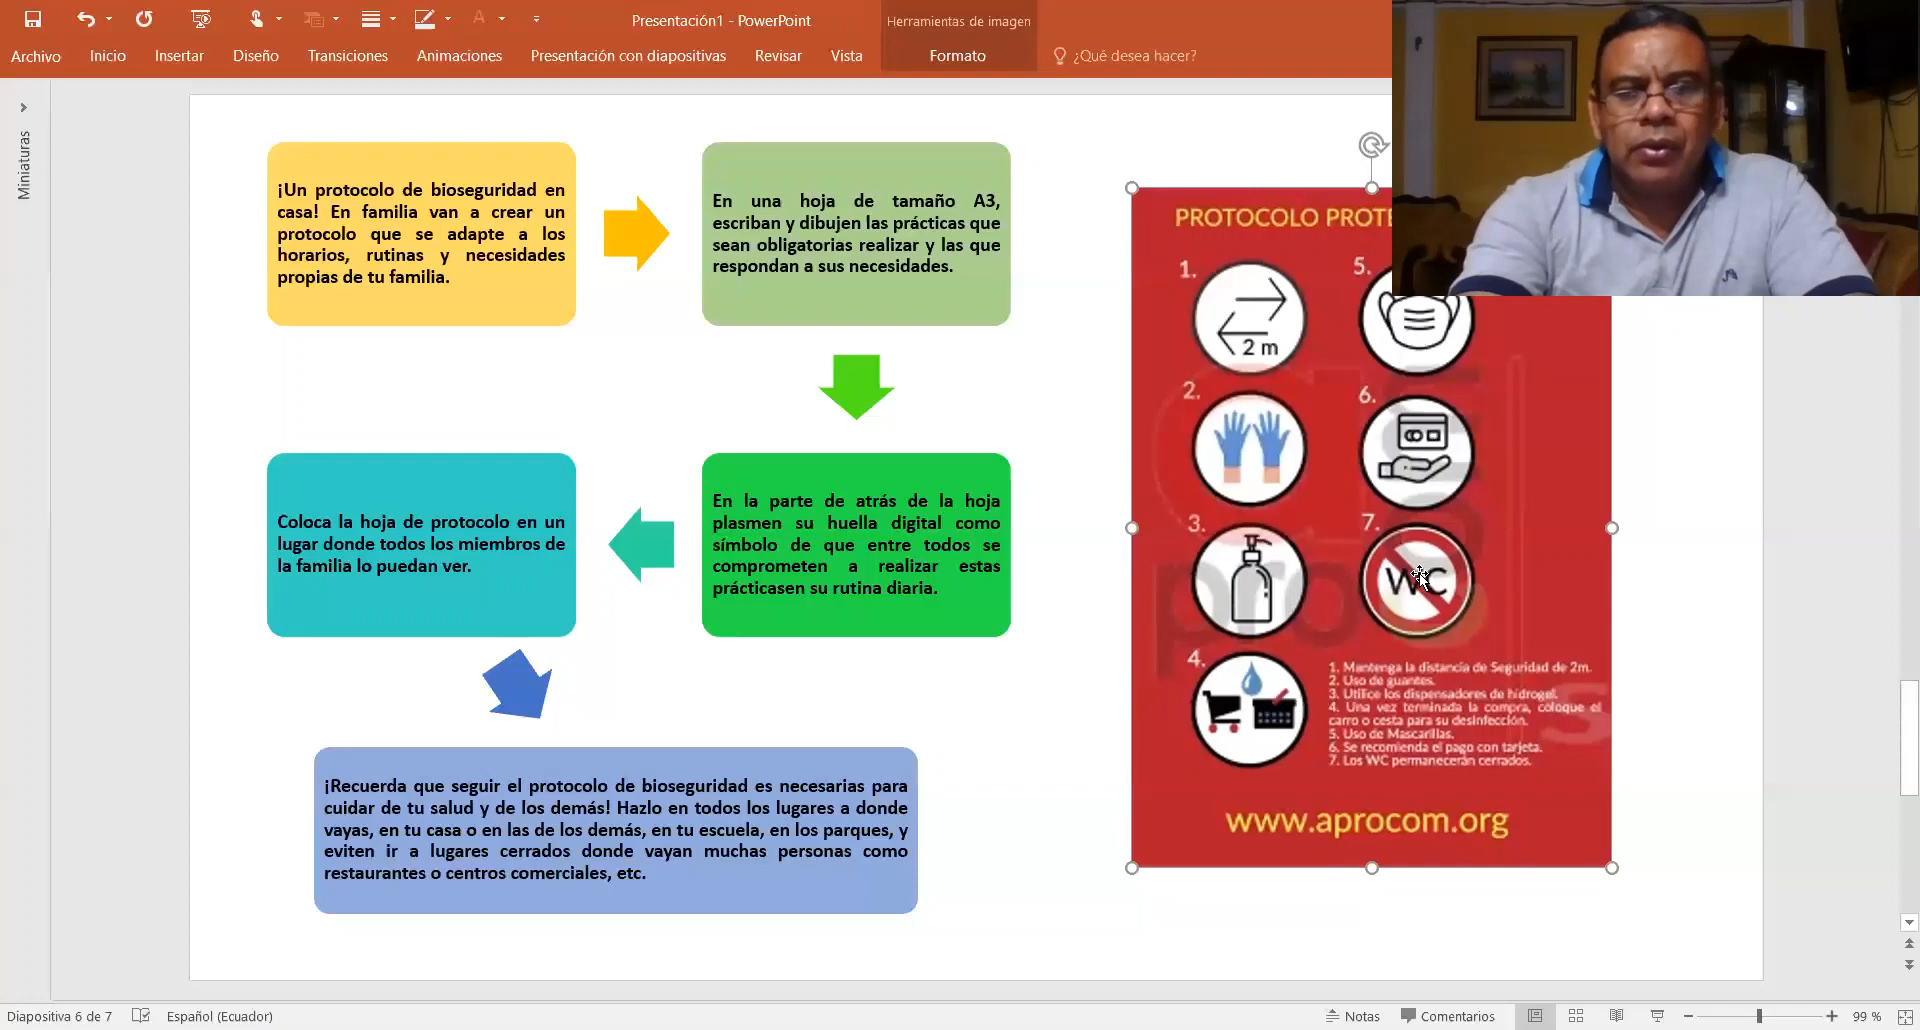 Presentación1 - PowerPoint
Herramientas de imagen
Archivo
Inicio
Insertar
Diseño
Transiciones
Animaciones
Presentación con diapositivas
Revisar
Vista
Formato
¿Qué desea hacer?
Miniaturas
¡Un protocolo de bioseguridad en
casa! En familia van a crear un
protocolo que se adapte a los
horarios, rutinas y necesidades
propias de tu familia.
En una hoja de tamaño A3,
escriban y dibujen las prácticas que
sean obligatorias realizar y las que
respondan a sus necesidades.
Coloca la hoja de protocolo en un
lugar donde todos los miembros de
la familia lo puedan ver.
En la parte de atrás de la hoja
plasmen su huella digital como
símbolo de que entre todos se
comprometen a realizar estas
prácticasen su rutina diaria.
¡Recuerda que seguir el protocolo de bioseguridad es necesarias para
cuidar de tu salud y de los demás! Hazlo en todos los lugares a donde
vayas, en tu casa o en las de los demás, en tu escuela, en los parques, y
eviten ir a lugares cerrados donde vayan muchas personas como
restaurantes o centros comerciales, etc.
PROTOCOLO
1.
2 m
2.
3.
4.
5.
6.
7.
WC
1. Mantenga la distancia de Seguridad de 2m.
2. Uso de guantes.
3. Utilice los dispensadores de hidrogel.
4. Una vez terminada la compra, coloque el
carro o cesta para su desinfección.
5. Uso de Mascarillas.
6. Se recomienda el pago con tarjeta.
7. Los WC permanecerán cerrados.
www.aprocom.org
Diapositiva 6 de 7
Español (Ecuador)
Notas
Comentarios
99 %